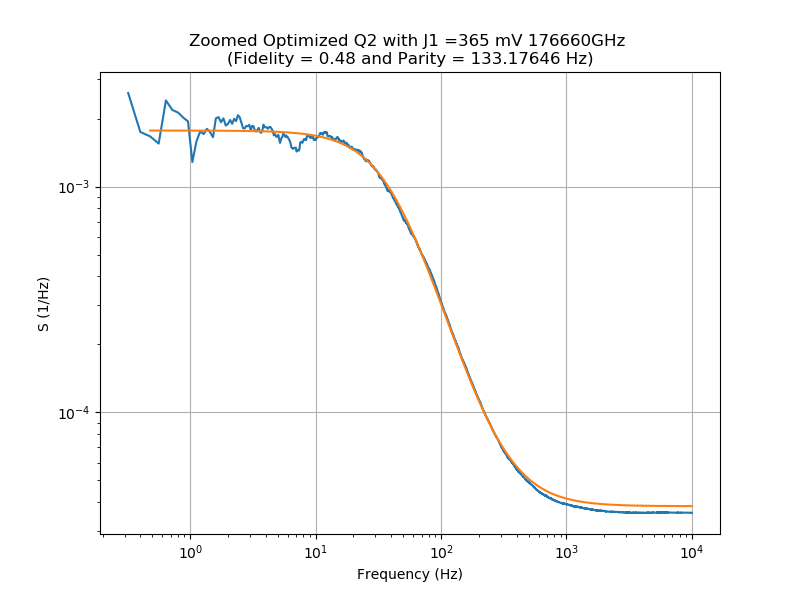 Zoomed Optimized Q2 with J1 =365 mV 176660GHz
(Fidelity = 0.48 and Parity = 133.17646 Hz)
S (1/Hz)
10⁻³
10⁻⁴
10⁰ 10¹ 10² 10³ 10⁴
Frequency (Hz)